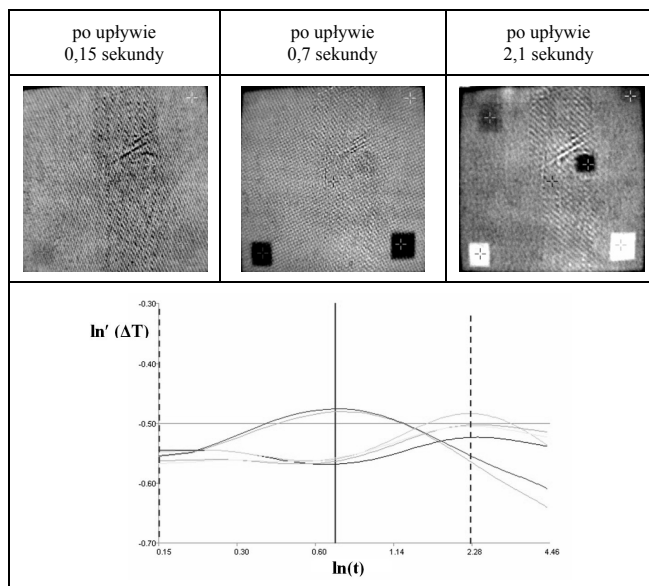 po upływie
0,15 sekundy
po upływie
0,7 sekundy
po upływie
2,1 sekundy
-0.30
ln′ (ΔT)
-0.40
-0.50
-0.60
-0.70
0.15 0.30 0.60 1.14 2.28 4.46
ln(t)